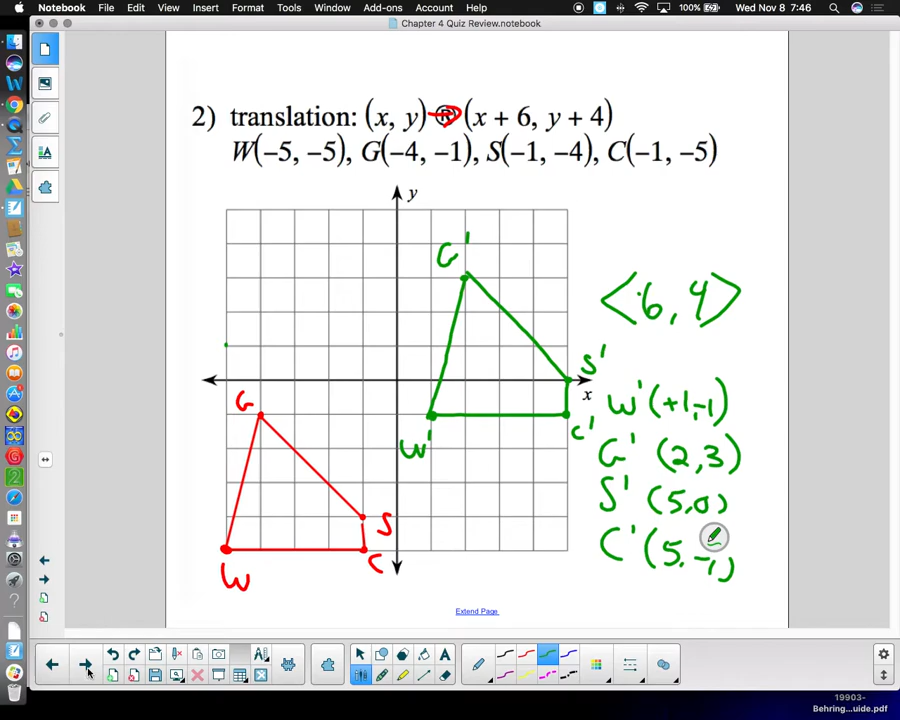 Notebook File Edit View Insert Format Tools Window Add-ons Account Help 100% Wed Nov 8 7:46
Chapter 4 Quiz Review.notebook
2) translation: (x, y) → (x + 6, y + 4)
W(−5, −5), G(−4, −1), S(−1, −4), C(−1, −5)
y
G'
<6, 4>
S'
x
W' (+1,-1)
G
C'
W'
G' (2,3)
S' (5,0)
S
C' (5,-1)
C
W
Extend Page
19903-
Behring...uide.pdf